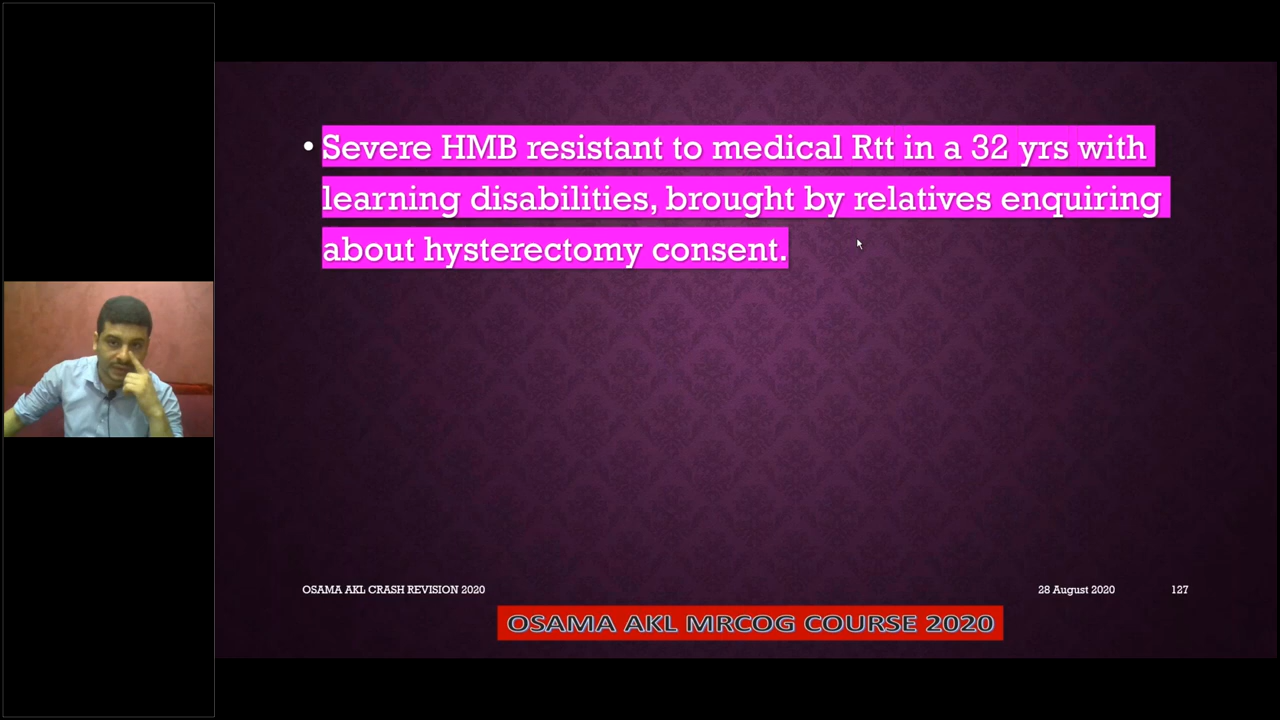 • Severe HMB resistant to medical Rtt in a 32 yrs with
learning disabilities, brought by relatives enquiring
about hysterectomy consent.
OSAMA AKL CRASH REVISION 2020
28 August 2020
127
OSAMA AKL MRCOG COURSE 2020